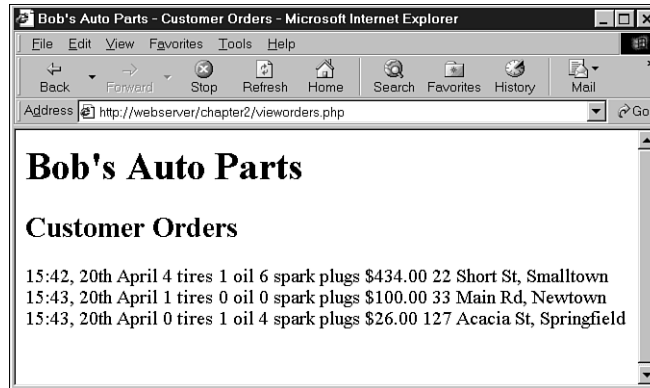 Bob's Auto Parts - Customer Orders - Microsoft Internet Explorer
File Edit View Favorites Tools Help
Back Forward Stop Refresh Home Search Favorites History Mail
Address http://webserver/chapter2/vieworders.php Go
Bob's Auto Parts
Customer Orders
15:42, 20th April 4 tires 1 oil 6 spark plugs $434.00 22 Short St, Smalltown
15:43, 20th April 1 tires 0 oil 0 spark plugs $100.00 33 Main Rd, Newtown
15:43, 20th April 0 tires 1 oil 4 spark plugs $26.00 127 Acacia St, Springfield